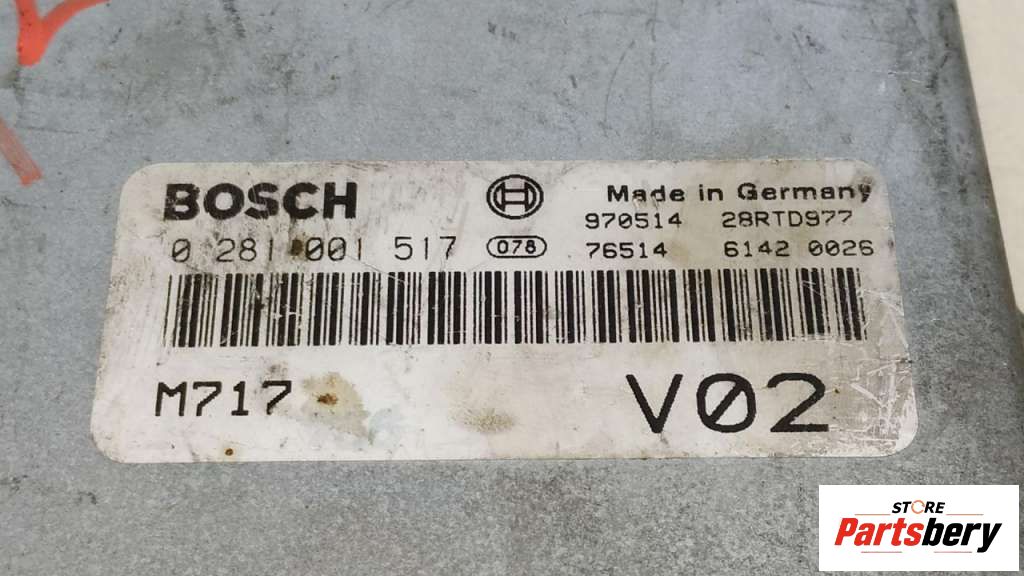 BOSCH Made in Germany
970514 28RTD977
0 281 001 517 078 76514 6142 0026
M717 V02
STORE
Partsbery